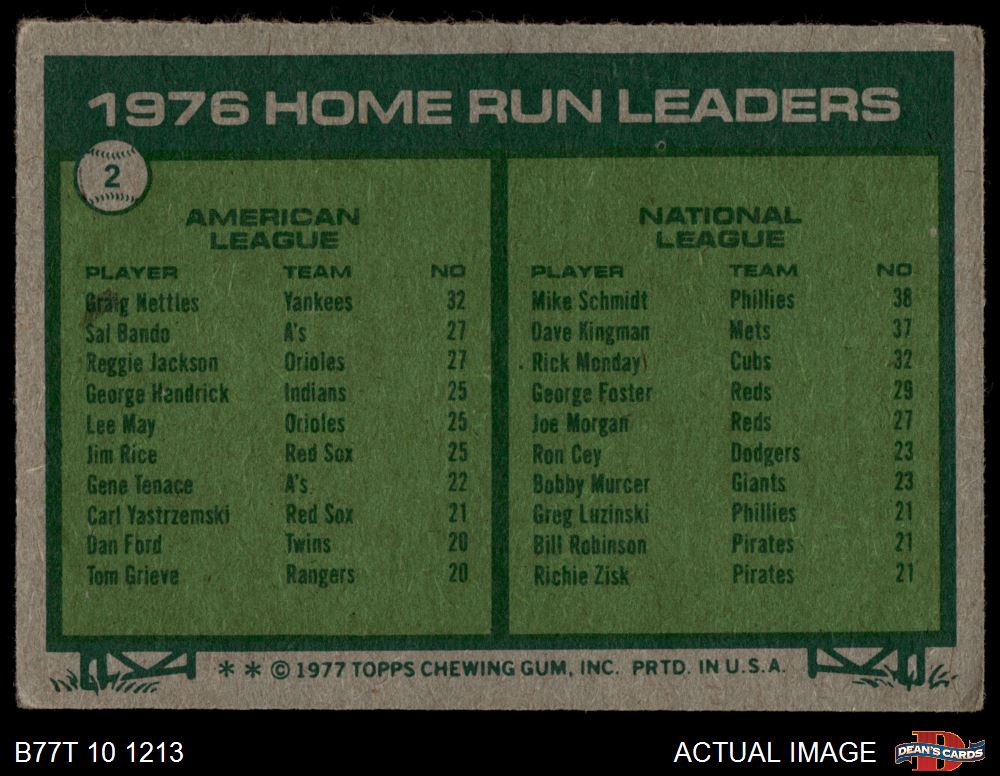 1976 HOME RUN LEADERS
2
AMERICAN
LEAGUE
PLAYER TEAM NO
Graig Nettles Yankees 32
Sal Bando A's 27
Reggie Jackson Orioles 27
George Hendrick Indians 25
Lee May Orioles 25
Jim Rice Red Sox 25
Gene Tenace A's 22
Carl Yastrzemski Red Sox 21
Dan Ford Twins 20
Tom Grieve Rangers 20
NATIONAL
LEAGUE
PLAYER TEAM NO
Mike Schmidt Phillies 38
Dave Kingman Mets 37
Rick Monday Cubs 32
George Foster Reds 29
Joe Morgan Reds 27
Ron Cey Dodgers 23
Bobby Murcer Giants 23
Greg Luzinski Phillies 21
Bill Robinson Pirates 21
Richie Zisk Pirates 21
* * © 1977 TOPPS CHEWING GUM, INC. PRTD. IN U.S.A.
B77T 10 1213
ACTUAL IMAGE
D
DEAN'S CARDS